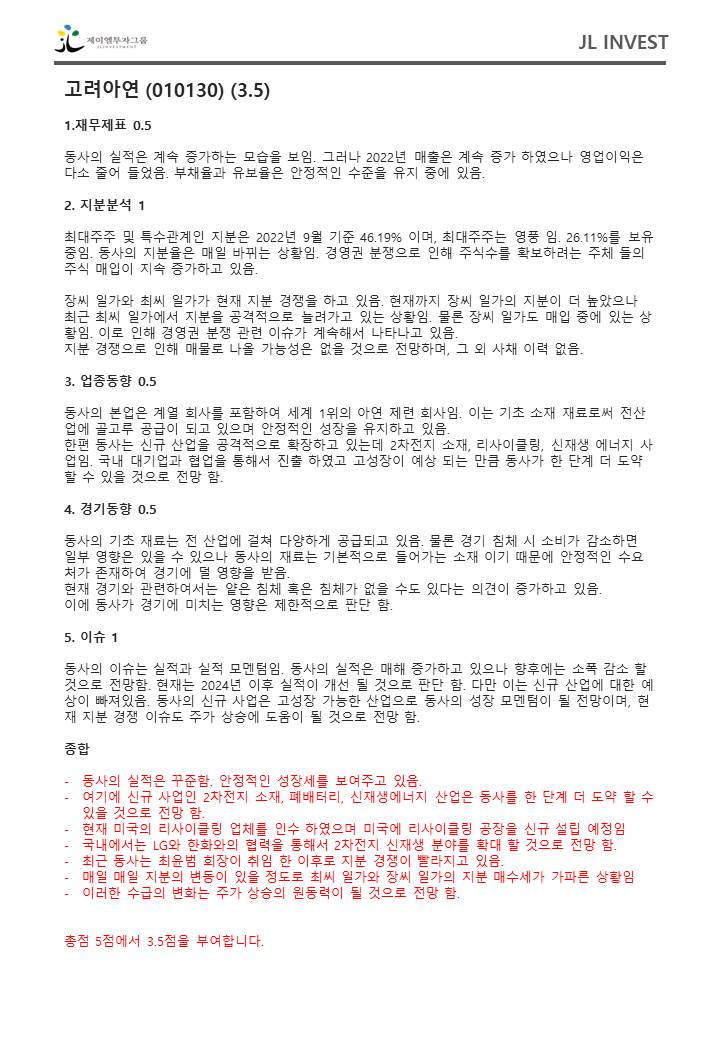 제이엘투자그룹
JL INVESTMENT
JL INVEST
고려아연 (010130) (3.5)
1.재무제표 0.5
동사의 실적은 계속 증가하는 모습을 보임. 그러나 2022년 매출은 계속 증가 하였으나 영업이익은
다소 줄어 들었음. 부채율과 유보율은 안정적인 수준을 유지 중에 있음.
2. 지분분석 1
최대주주 및 특수관계인 지분은 2022년 9월 기준 46.19% 이며, 최대주주는 영풍 임. 26.11%를 보유
중임. 동사의 지분율은 매일 바뀌는 상황임. 경영권 분쟁으로 인해 주식수를 확보하려는 주체 들의
주식 매입이 지속 증가하고 있음.
장씨 일가와 최씨 일가가 현재 지분 경쟁을 하고 있음. 현재까지 장씨 일가의 지분이 더 높았으나
최근 최씨 일가에서 지분을 공격적으로 늘려가고 있는 상황임. 물론 장씨 일가도 매입 중에 있는 상
황임. 이로 인해 경영권 분쟁 관련 이슈가 계속해서 나타나고 있음.
지분 경쟁으로 인해 매물로 나올 가능성은 없을 것으로 전망하며, 그 외 사채 이력 없음.
3. 업종동향 0.5
동사의 본업은 계열 회사를 포함하여 세계 1위의 아연 제련 회사임. 이는 기초 소재 재료로써 전산
업에 골고루 공급이 되고 있으며 안정적인 성장을 유지하고 있음.
한편 동사는 신규 산업을 공격적으로 확장하고 있는데 2차전지 소재, 리사이클링, 신재생 에너지 사
업임. 국내 대기업과 협업을 통해서 진출 하였고 고성장이 예상 되는 만큼 동사가 한 단계 더 도약
할 수 있을 것으로 전망 함.
4. 경기동향 0.5
동사의 기초 재료는 전 산업에 걸쳐 다양하게 공급되고 있음. 물론 경기 침체 시 소비가 감소하면
일부 영향은 있을 수 있으나 동사의 재료는 기본적으로 들어가는 소재 이기 때문에 안정적인 수요
처가 존재하여 경기에 덜 영향을 받음.
현재 경기와 관련하여서는 얕은 침체 혹은 침체가 없을 수도 있다는 의견이 증가하고 있음.
이에 동사가 경기에 미치는 영향은 제한적으로 판단 함.
5. 이슈 1
동사의 이슈는 실적과 실적 모멘텀임. 동사의 실적은 매해 증가하고 있으나 향후에는 소폭 감소 할
것으로 전망함. 현재는 2024년 이후 실적이 개선 될 것으로 판단 함. 다만 이는 신규 산업에 대한 예
상이 빠져있음. 동사의 신규 사업은 고성장 가능한 산업으로 동사의 성장 모멘텀이 될 전망이며, 현
재 지분 경쟁 이슈도 주가 상승에 도움이 될 것으로 전망 함.
종합
- 동사의 실적은 꾸준함. 안정적인 성장세를 보여주고 있음.
- 여기에 신규 사업인 2차전지 소재, 폐배터리, 신재생에너지 산업은 동사를 한 단계 더 도약 할 수
있을 것으로 전망 함.
- 현재 미국의 리사이클링 업체를 인수 하였으며 미국에 리사이클링 공장을 신규 설립 예정임
- 국내에서는 LG와 한화와의 협력을 통해서 2차전지 신재생 분야를 확대 할 것으로 전망 함.
- 최근 동사는 최윤범 회장이 취임 한 이후로 지분 경쟁이 빨라지고 있음.
- 매일 매일 지분의 변동이 있을 정도로 최씨 일가와 장씨 일가의 지분 매수세가 가파른 상황임
- 이러한 수급의 변화는 주가 상승의 원동력이 될 것으로 전망 함.
총점 5점에서 3.5점을 부여합니다.